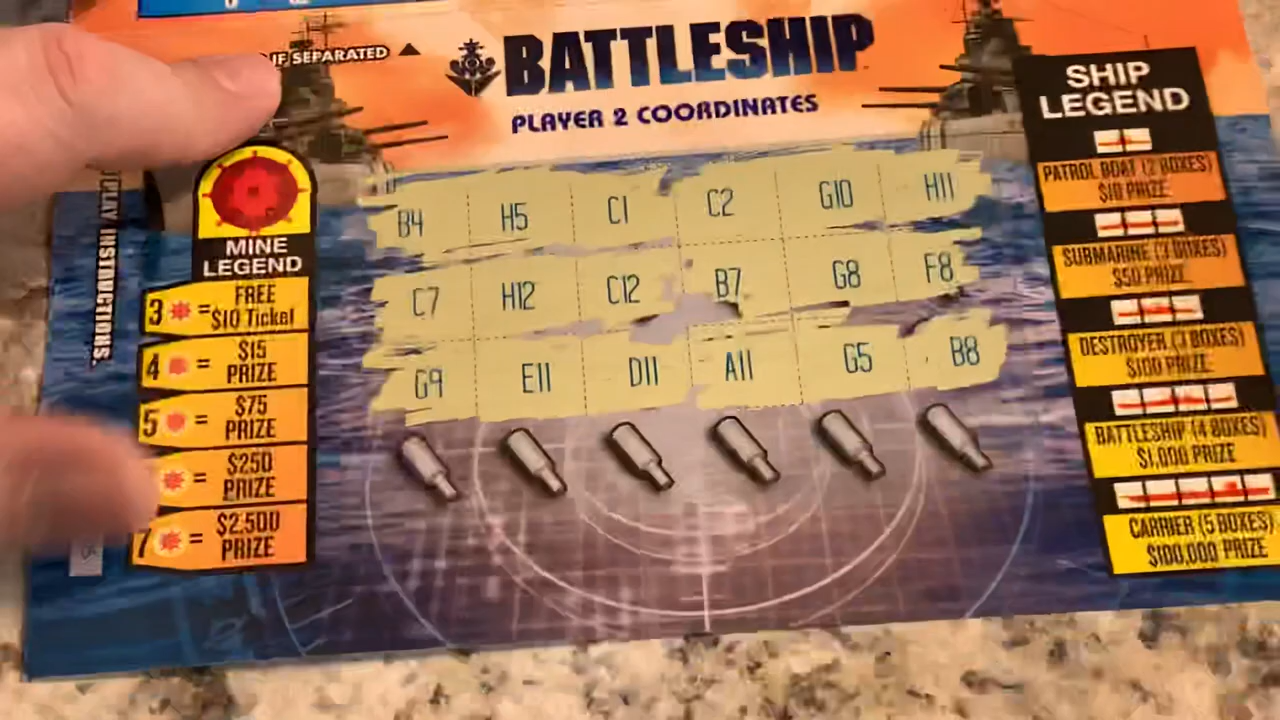 IF SEPARATED
BATTLESHIP
PLAYER 2 COORDINATES
INSTRUCTIONS.
MINE
LEGEND
3 = FREE
$10 Ticket
4 = $15
PRIZE
5 = $75
PRIZE
= $250
PRIZE
7 = $2,500
PRIZE
B4 H5 C1 C2 G10 H11
C7 H12 C12 B7 G8 F8
G9 E11 D11 A11 G5 B8
SHIP
LEGEND
PATROL BOAT (2 BOXES)
$10 PRIZE
SUBMARINE (3 BOXES)
$50 PRIZE
DESTROYER (3 BOXES)
$100 PRIZE
BATTLESHIP (4 BOXES)
$1,000 PRIZE
CARRIER (5 BOXES)
$100,000 PRIZE